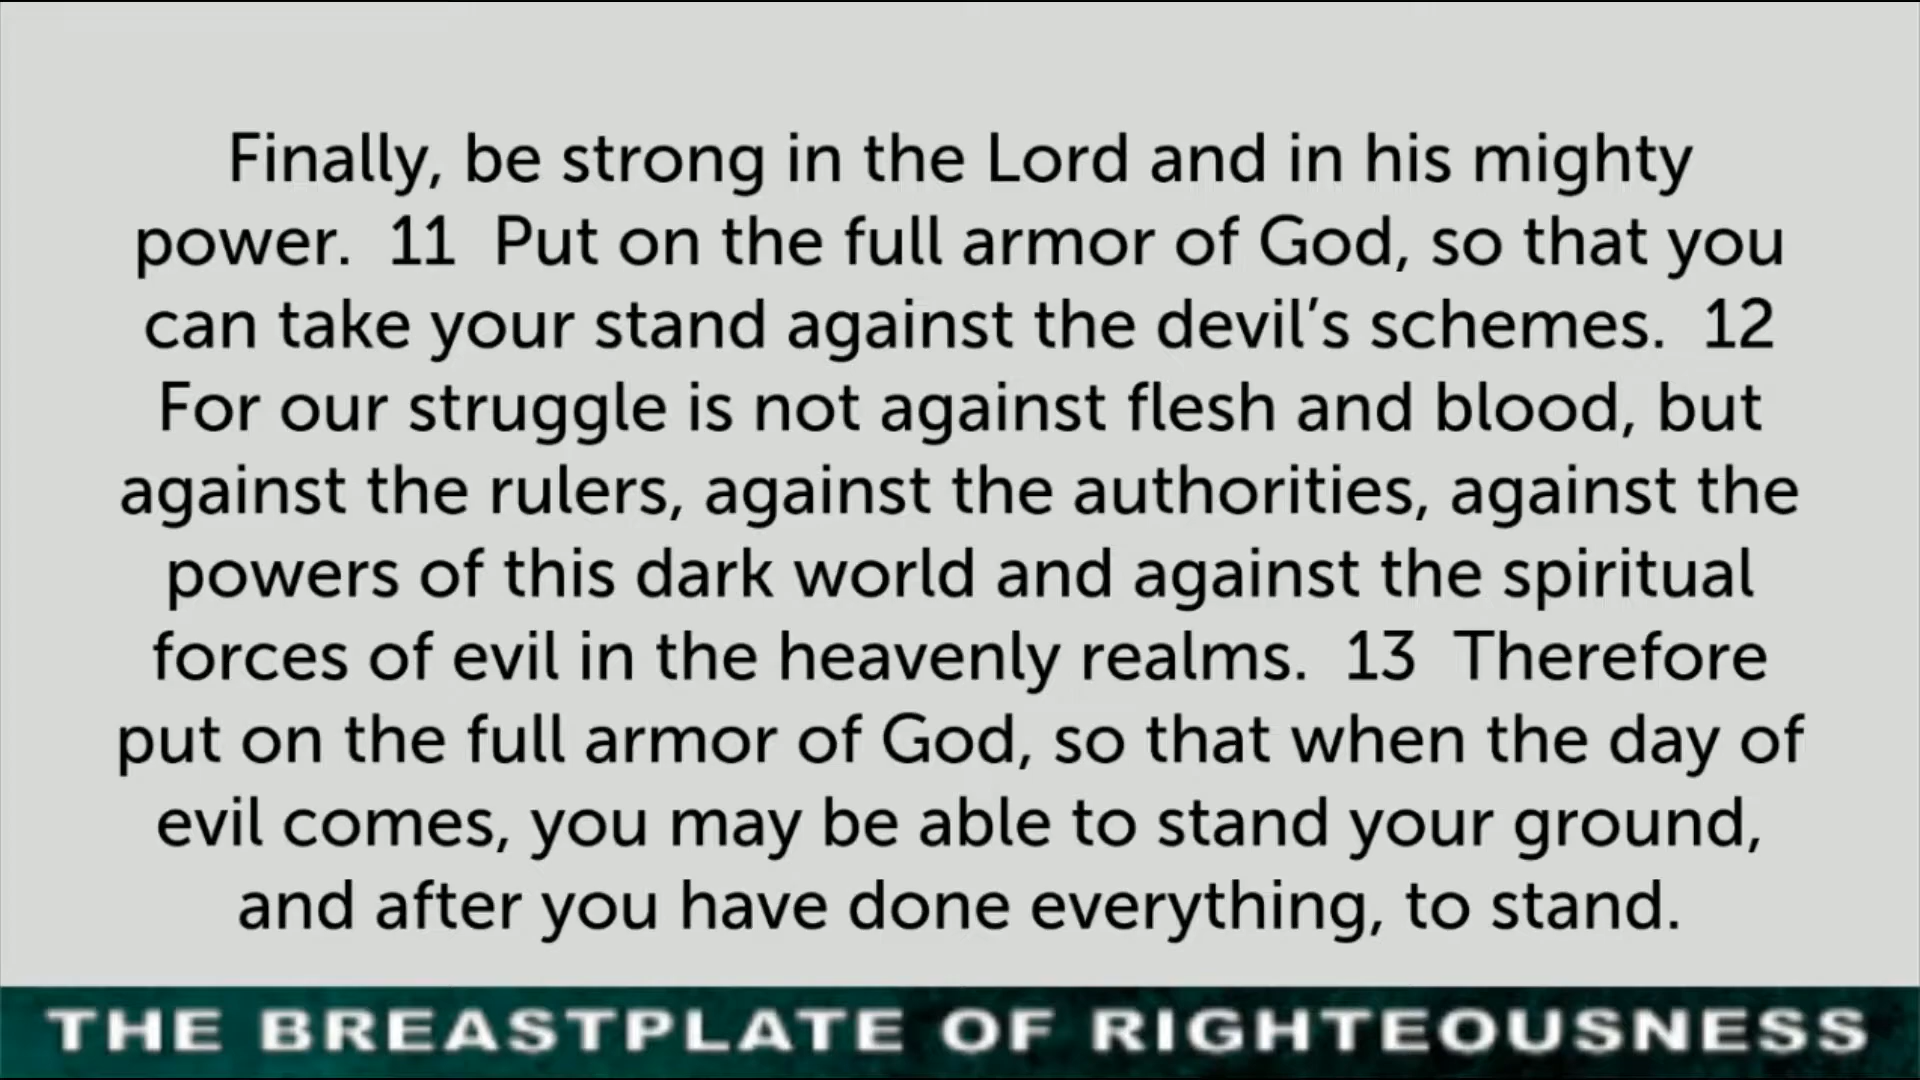 Finally, be strong in the Lord and in his mighty
power.  11  Put on the full armor of God, so that you
can take your stand against the devil’s schemes.  12
For our struggle is not against flesh and blood, but
against the rulers, against the authorities, against the
powers of this dark world and against the spiritual
forces of evil in the heavenly realms.  13  Therefore
put on the full armor of God, so that when the day of
evil comes, you may be able to stand your ground,
and after you have done everything, to stand.
THE BREASTPLATE OF RIGHTEOUSNESS